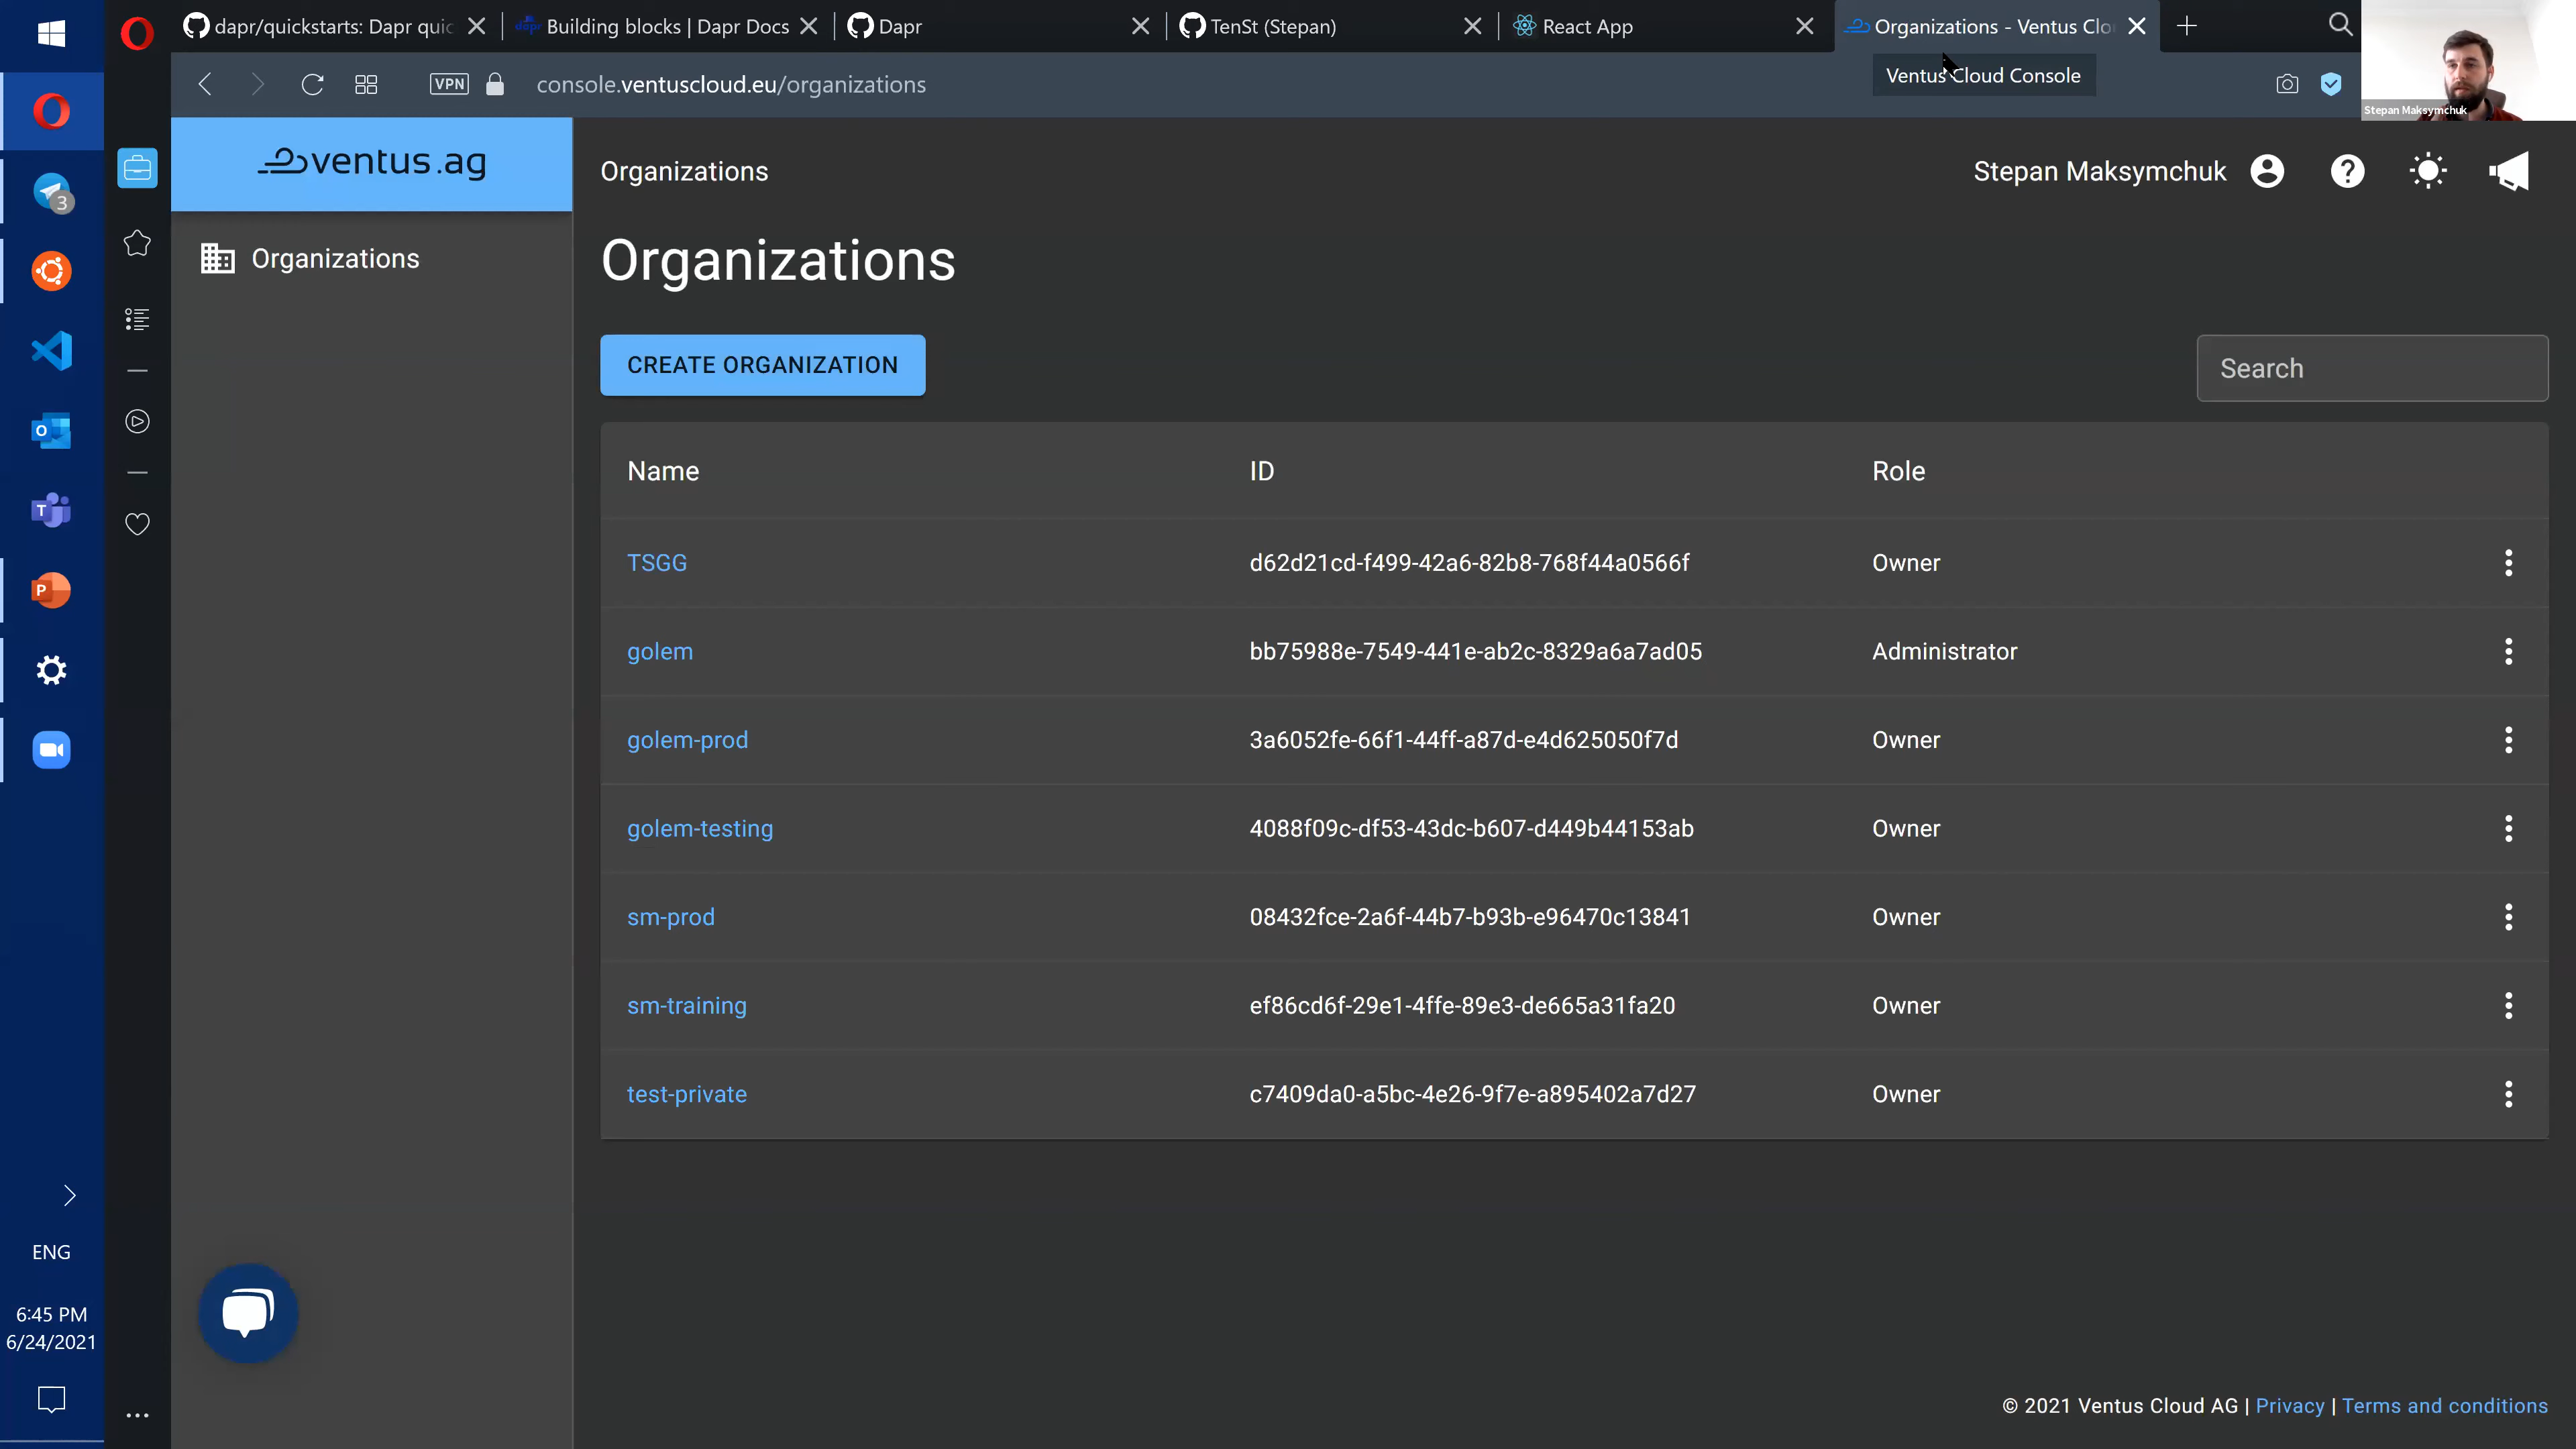 dapr/quickstarts: Dapr quic
Building blocks | Dapr Docs
Dapr
TenSt (Stepan)
React App
Organizations - Ventus Clo
VPN
console.ventuscloud.eu/organizations
Ventus Cloud Console
Stepan Maksymchuk
ventus.ag
Organizations
Stepan Maksymchuk
Organizations
Organizations
CREATE ORGANIZATION
Search
Name ID Role
TSGG d62d21cd-f499-42a6-82b8-768f44a0566f Owner
golem bb75988e-7549-441e-ab2c-8329a6a7ad05 Administrator
golem-prod 3a6052fe-66f1-44ff-a87d-e4d625050f7d Owner
golem-testing 4088f09c-df53-43dc-b607-d449b44153ab Owner
sm-prod 08432fce-2a6f-44b7-b93b-e96470c13841 Owner
sm-training ef86cd6f-29e1-4ffe-89e3-de665a31fa20 Owner
test-private c7409da0-a5bc-4e26-9f7e-a895402a7d27 Owner
3
ENG
6:45 PM
6/24/2021
© 2021 Ventus Cloud AG | Privacy | Terms and conditions